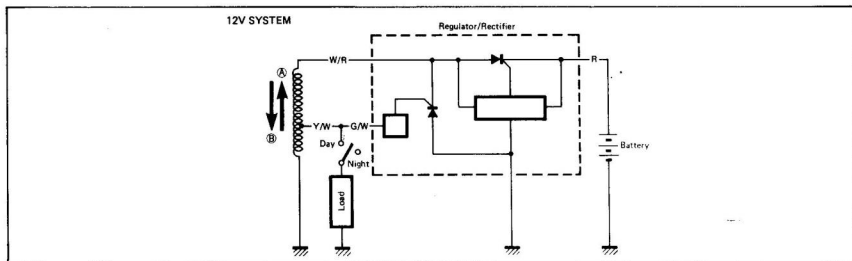 12V SYSTEM
Regulator/Rectifier
W/R
R
A
B
Y/W
G/W
Day
Night
Load
Battery